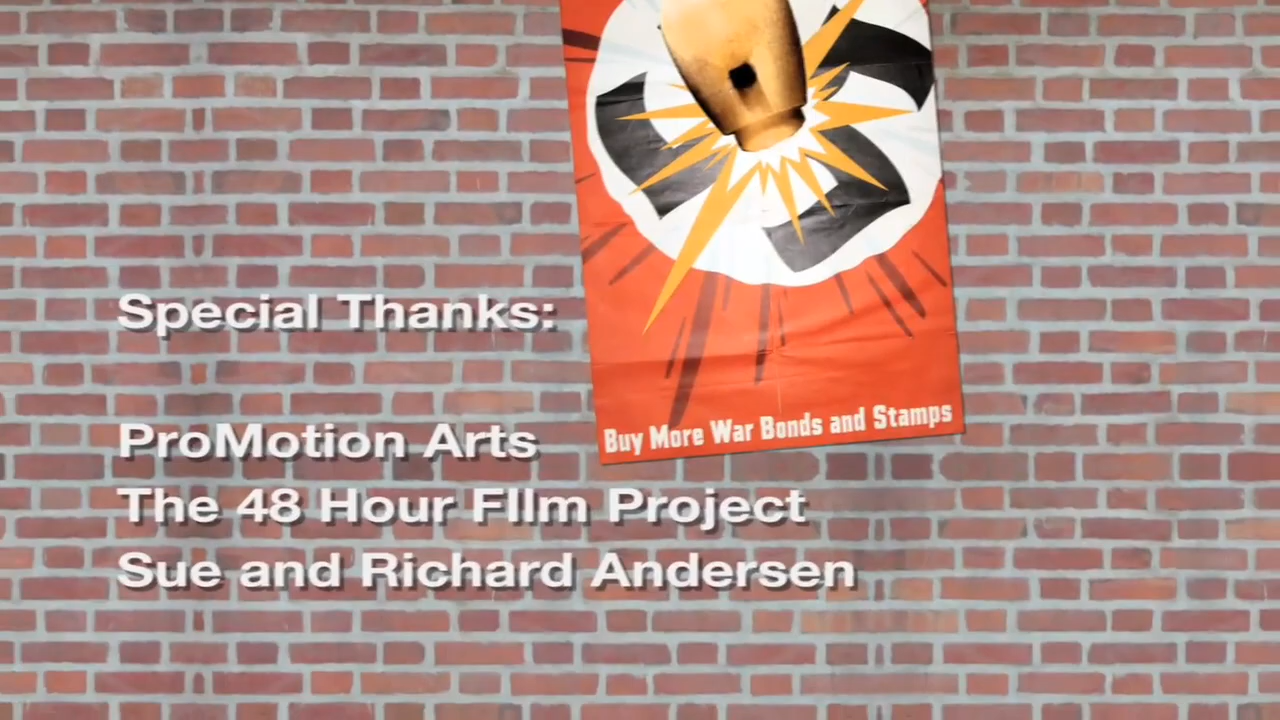 Special Thanks:
ProMotion Arts
The 48 Hour FIlm Project
Sue and Richard Andersen
Buy More War Bonds and Stamps